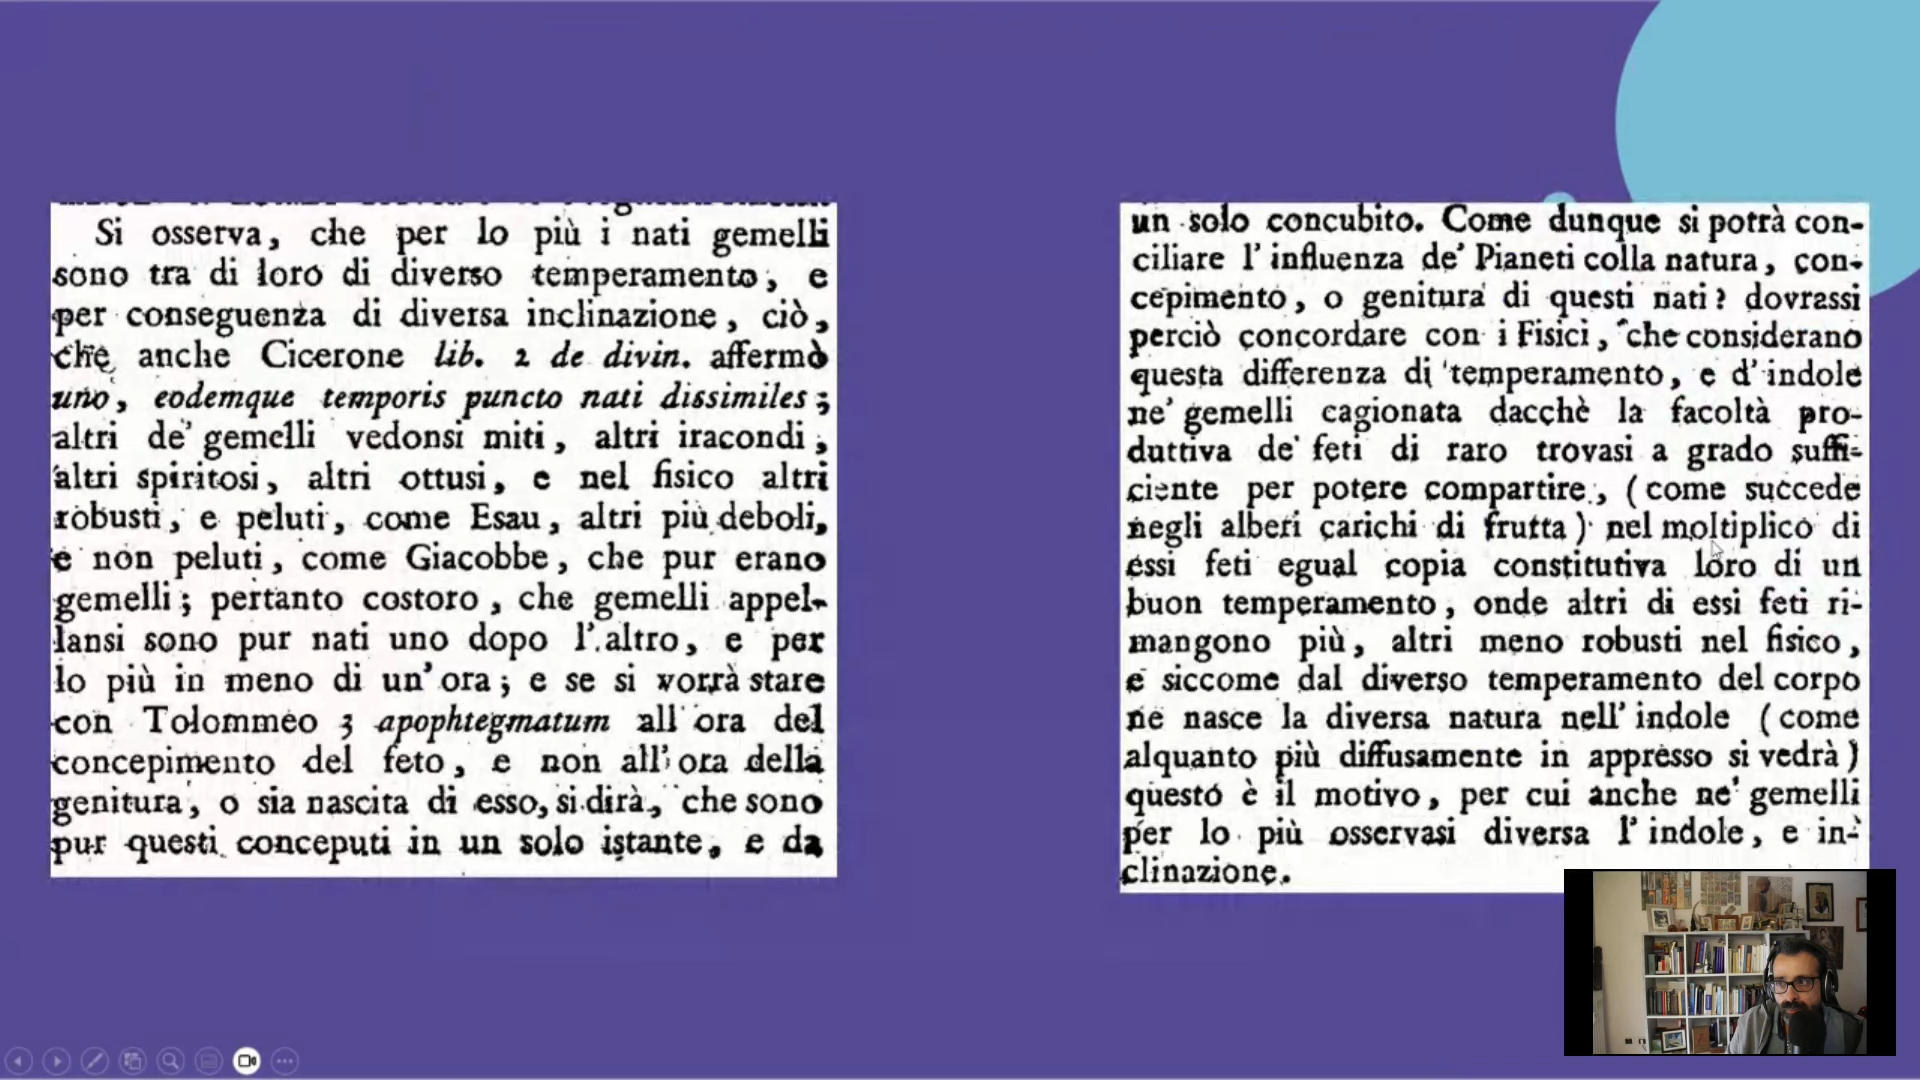 Si osserva, che per lo più i nati gemelli
sono tra di loro di diverso temperamento, e
per conseguenza di diversa inclinazione, ciò,
che anche Cicerone lib. 2 de divin. affermò
uno, eodemque temporis puncto nati dissimiles;
altri de' gemelli vedonsi miti, altri iracondi,
altri spiritosi, altri ottusi, e nel fisico altri
robusti, e peluti, come Esau, altri più deboli,
e non peluti, come Giacobbe, che pur erano
gemelli; pertanto costoro, che gemelli appel-
lansi sono pur nati uno dopo l'altro, e per
lo più in meno di un'ora; e se si vorrà stare
con Tolommeo 3 apophtegmatum all'ora del
concepimento del feto, e non all'ora della
genitura, o sia nascita di esso, si dirà, che sono
pur questi conceputi in un solo istante, e da
un solo concubito. Come dunque si potrà con-
ciliare l'influenza de' Pianeti colla natura, con-
cepimento, o genitura di questi nati? dovrassi
perciò concordare con i Fisici, che considerano
questa differenza di temperamento, e d'indole
ne' gemelli cagionata dacchè la facoltà pro-
duttiva de' feti di raro trovasi a grado suffi-
ciente per potere compartire, (come succede
negli alberi carichi di frutta) nel moltiplico di
essi feti egual copia constitutiva loro di un
buon temperamento, onde altri di essi feti ri-
mangono più, altri meno robusti nel fisico,
e siccome dal diverso temperamento del corpo
ne nasce la diversa natura nell'indole (come
alquanto più diffusamente in appresso si vedrà)
questo è il motivo, per cui anche ne' gemelli
per lo più osservasi diversa l'indole, e in-
clinazione.